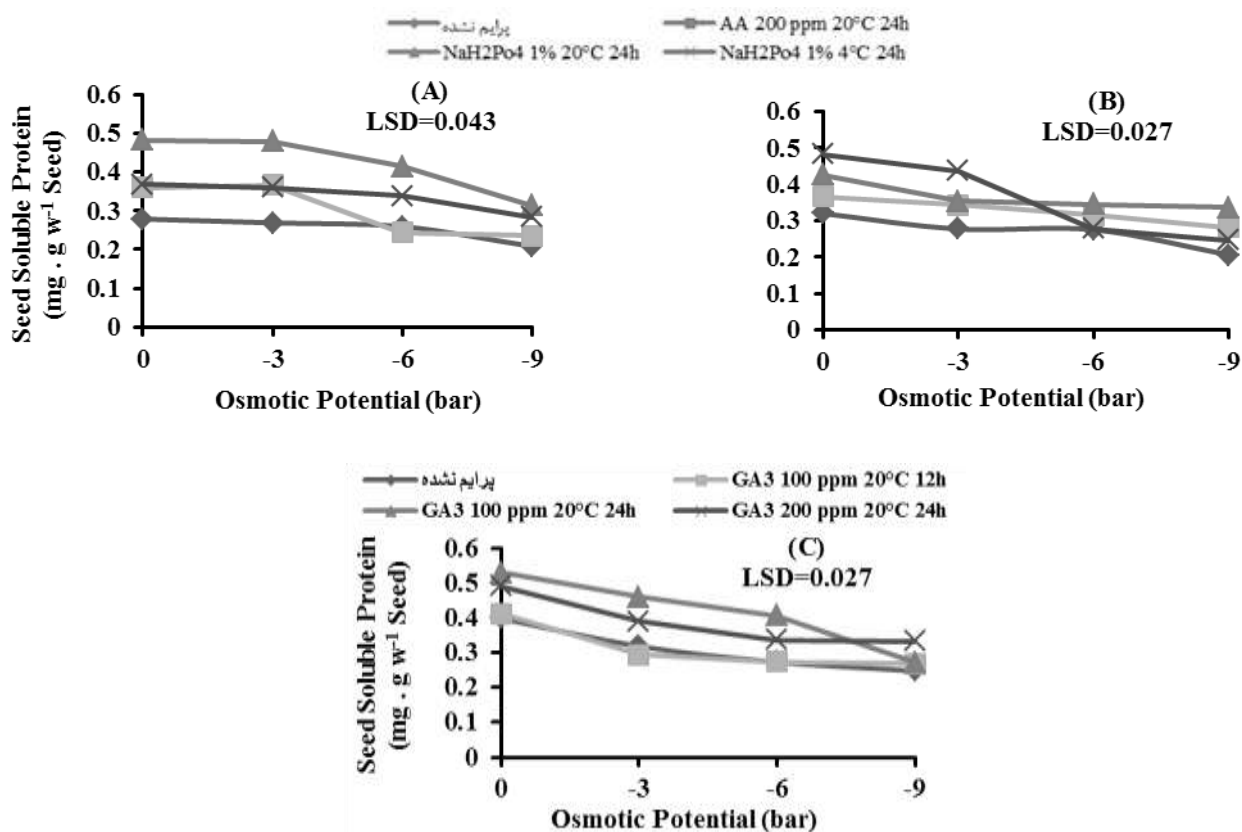 پرایم نشده
AA 200 ppm 20°C 24h
NaH2Po4 1% 20°C 24h
NaH2Po4 1% 4°C 24h
(A)
LSD=0.043
Seed Soluble Protein
(mg . g w-1 Seed)
0.6
0.5
0.4
0.3
0.2
0.1
0
0 -3 -6 -9
Osmotic Potential (bar)
(B)
LSD=0.027
0.6
0.5
0.4
0.3
0.2
0.1
0
0 -3 -6 -9
Osmotic Potential (bar)
پرایم نشده
GA3 100 ppm 20°C 12h
GA3 100 ppm 20°C 24h
GA3 200 ppm 20°C 24h
(C)
LSD=0.027
Seed Soluble Protein
(mg . g w-1 Seed)
0.6
0.5
0.4
0.3
0.2
0.1
0
0 -3 -6 -9
Osmotic Potential (bar)